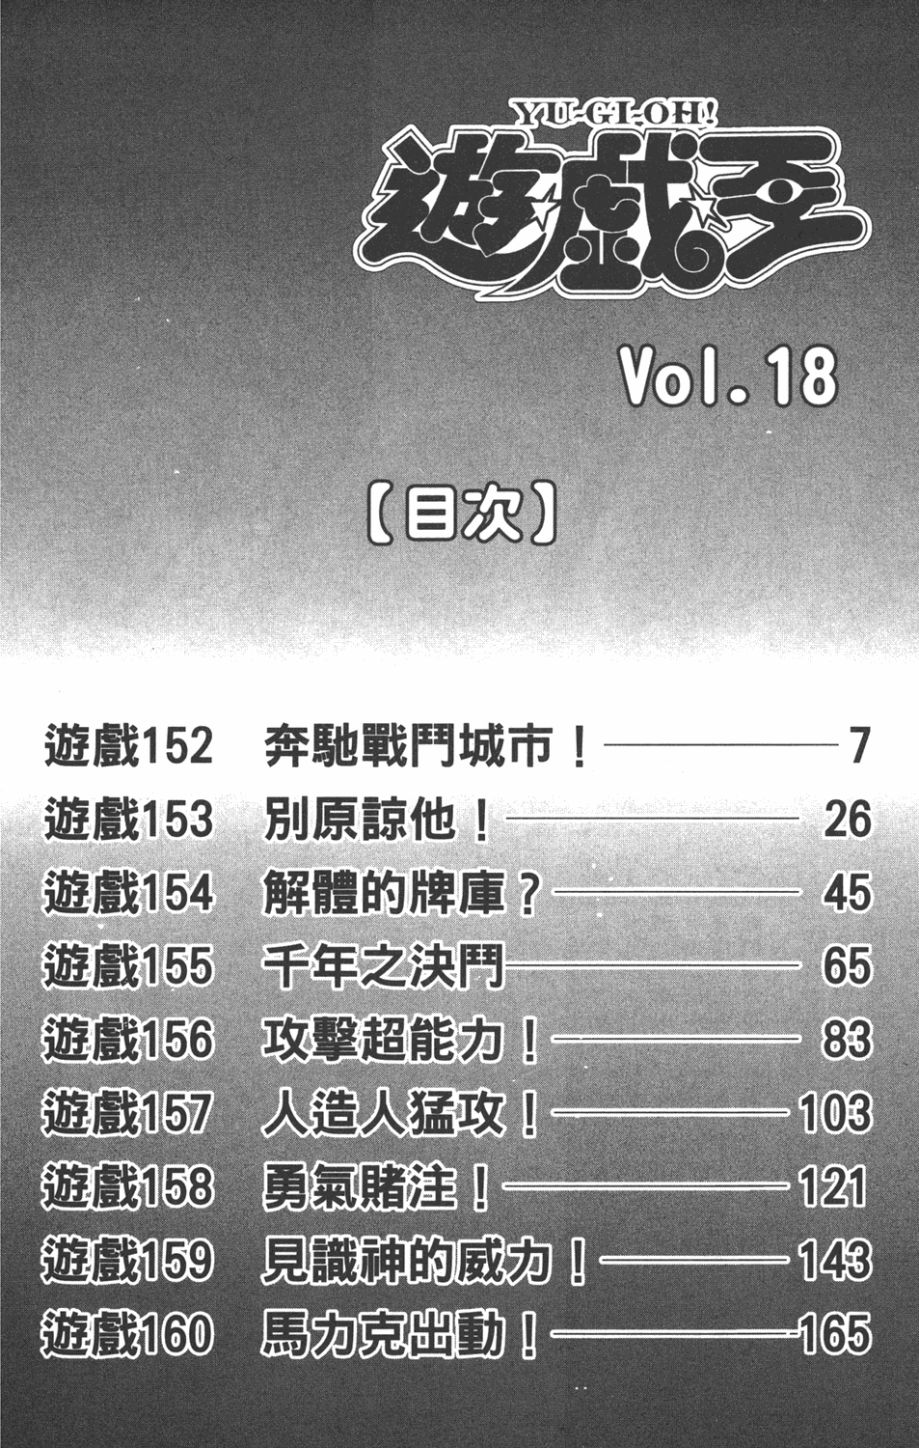 YU-GI-OH!
遊戲王
Vol.18
【目次】
遊戲152 奔馳戰鬥城市！ 7
遊戲153 別原諒他！ 26
遊戲154 解體的牌庫？ 45
遊戲155 千年之決鬥 65
遊戲156 攻擊超能力！ 83
遊戲157 人造人猛攻！ 103
遊戲158 勇氣賭注！ 121
遊戲159 見識神的威力！ 143
遊戲160 馬力克出動！ 165